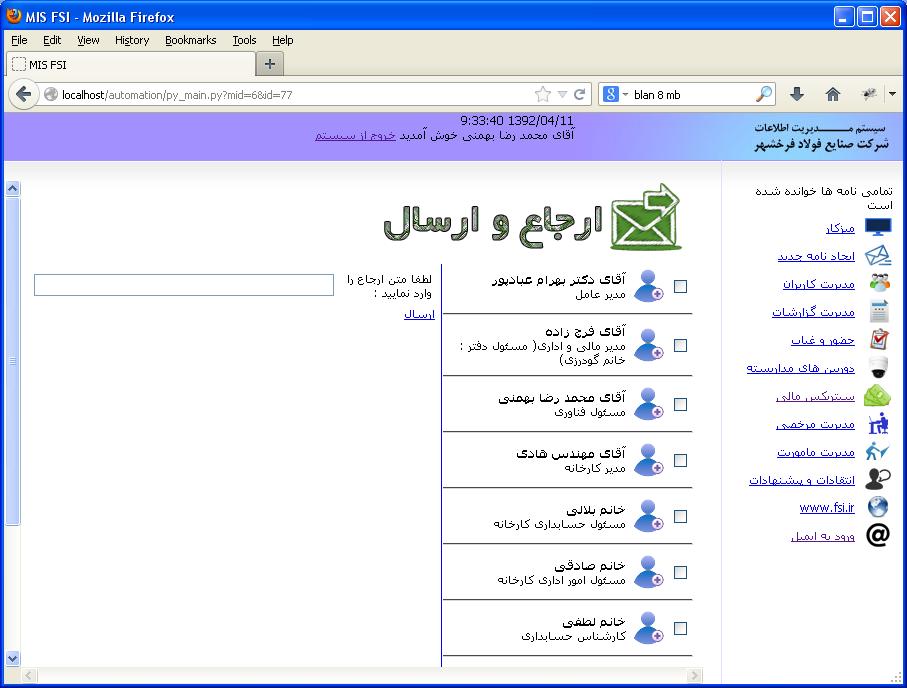 MIS FSI - Mozilla Firefox
File Edit View History Bookmarks Tools Help
MIS FSI
localhost/automation/py_main.py?mid=6&id=77
blan 8 mb
9:33:40 1392/04/11
آقای محمد رضا بهمنی خوش آمدید خروج از سیستم
سیستم مـــــدیریت اطلاعات
شرکت صنایع فولاد فرخشهر
تمامی نامه ها خوانده شده
است
میزکار
ایجاد نامه جدید
مدیریت کاربران
مدیریت گزارشات
حضور و غیاب
دوربین های مداربسته
سیتریکس مالی
مدیریت مرخصی
مدیریت ماموریت
انتقادات و پیشنهادات
www.fsi.ir
ورود به ایمیل
ارجاع و ارسال
آقای دکتر بهرام عبادپور
مدیر عامل
آقای فرج زاده
مدیر مالی و اداری( مسئول دفتر :
خانم گودرزی)
آقای محمد رضا بهمنی
مسئول فناوری
آقای مهندس هادی
مدیر کارخانه
خانم بلالی
مسئول حسابداری کارخانه
خانم صادقی
مسئول امور اداری کارخانه
خانم لطفی
کارشناس حسابداری
لطفا متن ارجاع را
وارد نمایید :
ارسال